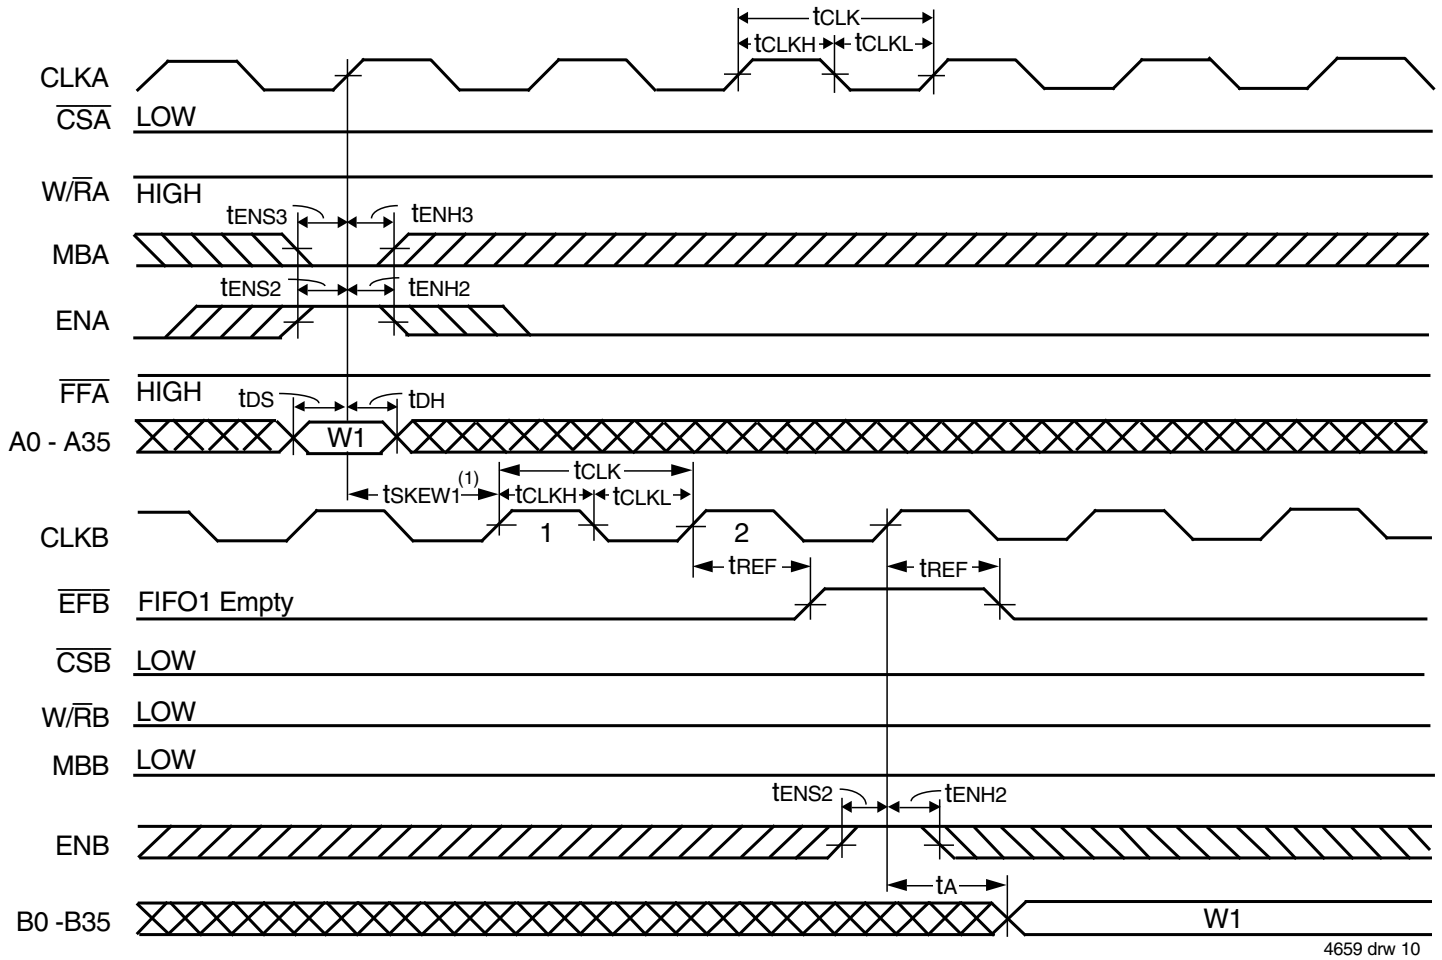 tCLK
tCLKH tCLKL
CLKA
CSA LOW
W/RA HIGH
tENS3 tENH3
MBA
tENS2 tENH2
ENA
FFA HIGH
tDS tDH
A0 - A35 W1
tCLK
tSKEW1(1) tCLKH tCLKL
CLKB 1 2
tREF tREF
EFB FIFO1 Empty
CSB LOW
W/RB LOW
MBB LOW
tENS2 tENH2
ENB
tA
B0 -B35 W1
4659 drw 10